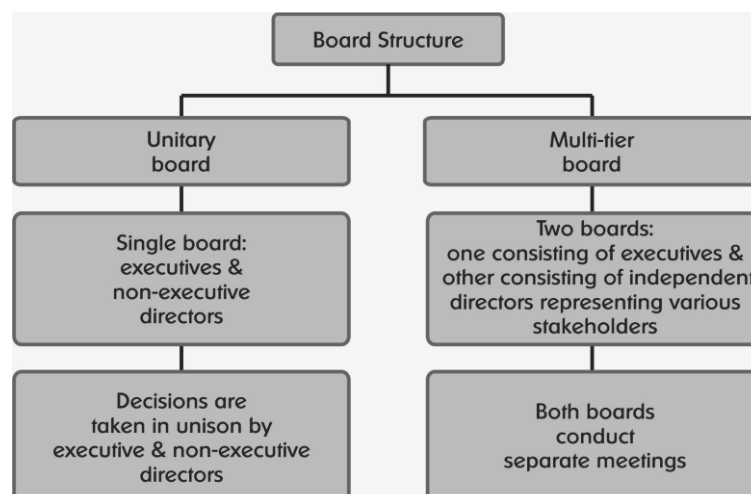 Board Structure
Unitary
board
Multi-tier
board
Single board:
executives &
non-executive
directors
Two boards:
one consisting of executives &
other consisting of independent
directors representing various
stakeholders
Decisions are
taken in unison by
executive & non-executive
directors
Both boards
conduct
separate meetings